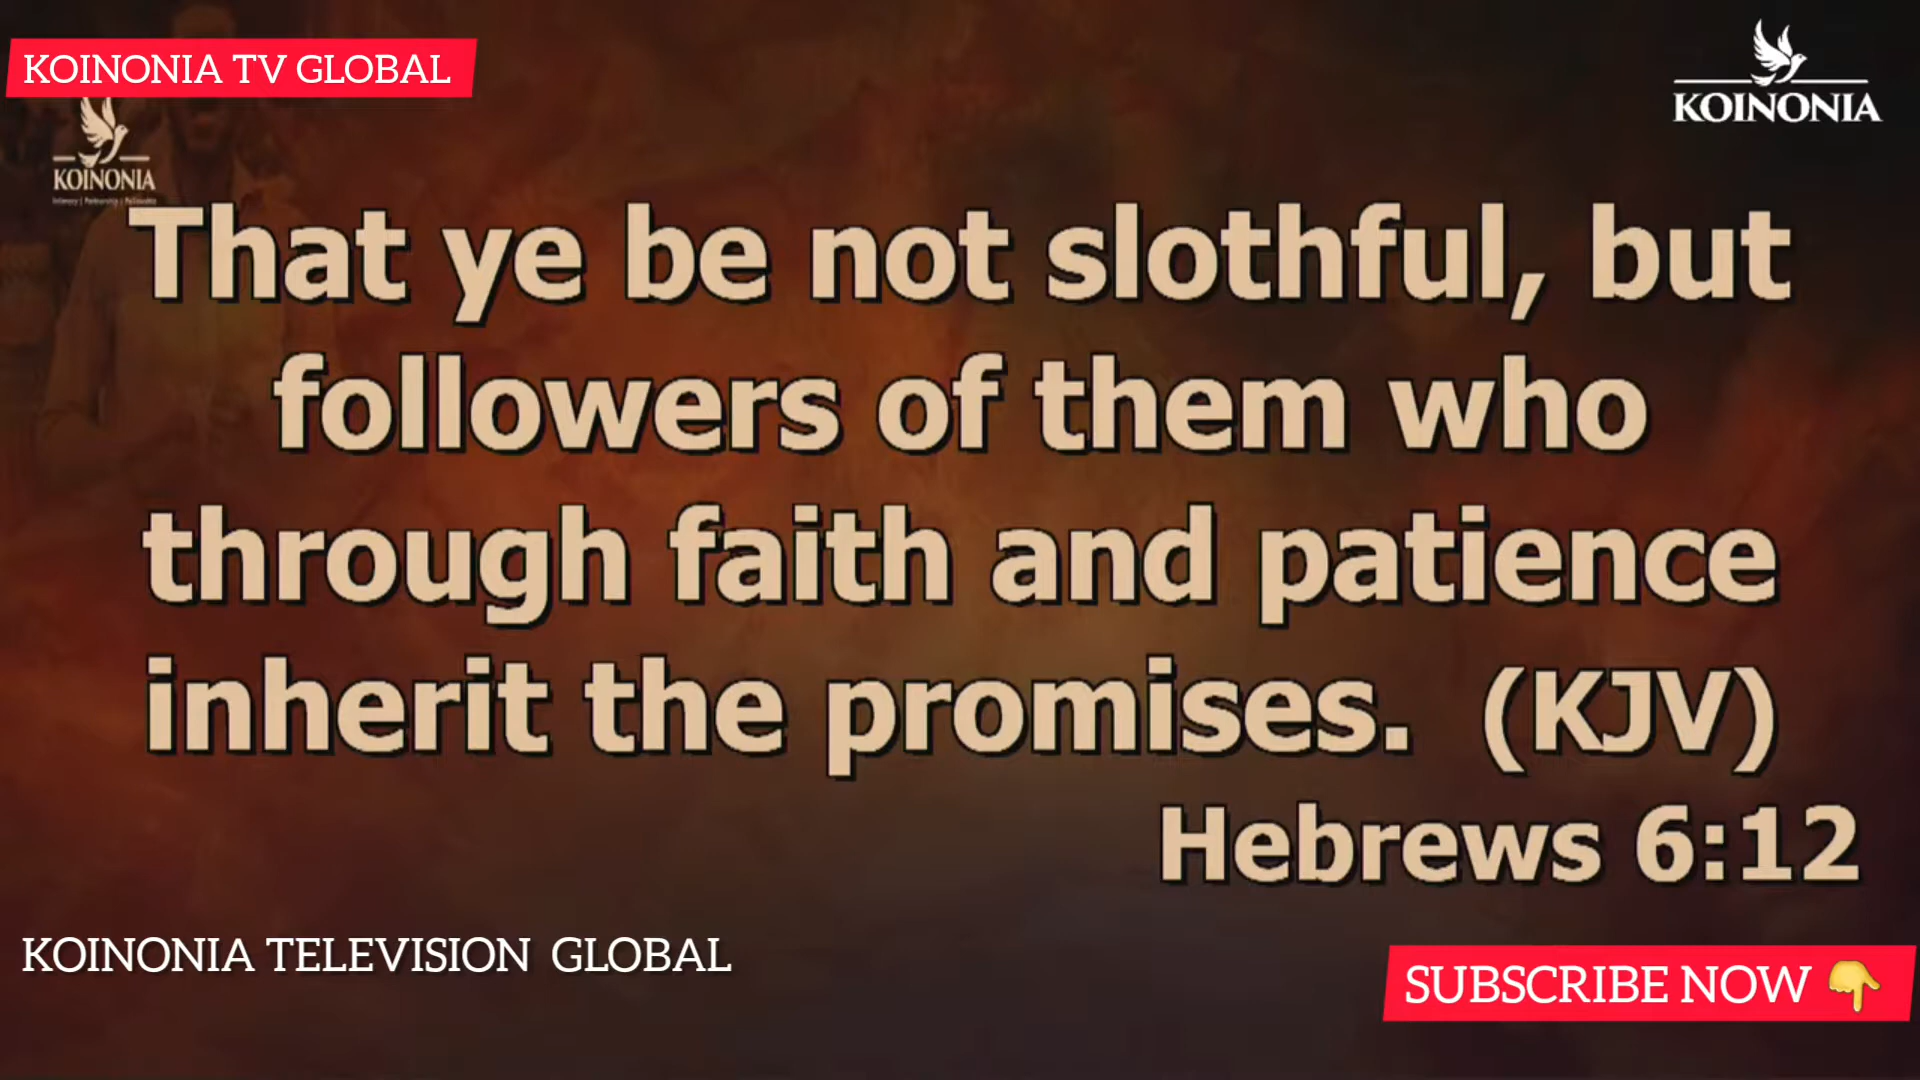 KOINONIA TV GLOBAL
KOINONIA
KOINONIA
That ye be not slothful, but
followers of them who
through faith and patience
inherit the promises. (KJV)
Hebrews 6:12
KOINONIA TELEVISION GLOBAL
SUBSCRIBE NOW 👇